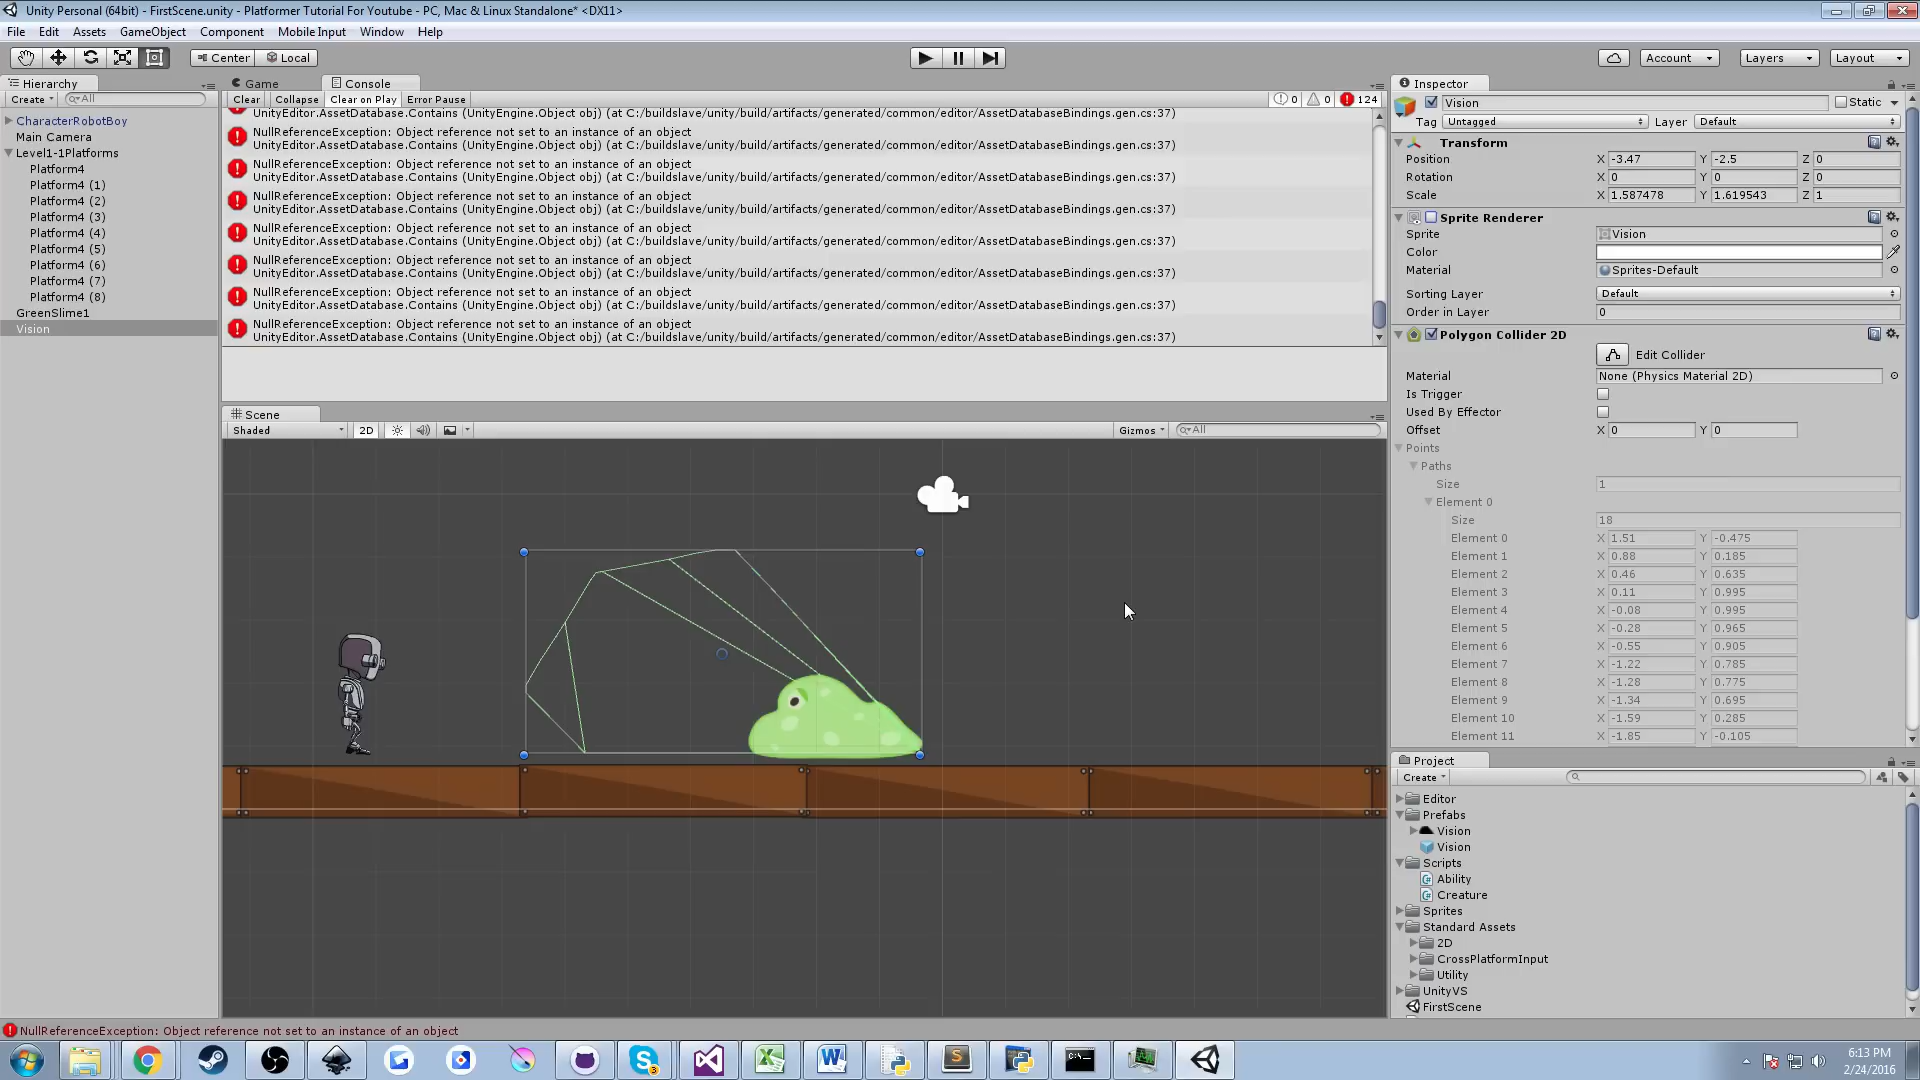 Unity Personal (64bit) - FirstScene.unity - Platformer Tutorial For Youtube - PC, Mac & Linux Standalone* <DX11>
File Edit Assets GameObject Component Mobile Input Window Help
Center Local Account Layers Layout
Hierarchy
Create All
CharacterRobotBoy
Main Camera
Level1-1Platforms
Platform4
Platform4 (1)
Platform4 (2)
Platform4 (3)
Platform4 (4)
Platform4 (5)
Platform4 (6)
Platform4 (7)
Platform4 (8)
GreenSlime1
Vision
Game Console
Clear Collapse Clear on Play Error Pause 0 0 124
UnityEditor.AssetDatabase.Contains (UnityEngine.Object obj) (at C:/buildslave/unity/build/artifacts/generated/common/editor/AssetDatabaseBindings.gen.cs:37)
NullReferenceException: Object reference not set to an instance of an object
UnityEditor.AssetDatabase.Contains (UnityEngine.Object obj) (at C:/buildslave/unity/build/artifacts/generated/common/editor/AssetDatabaseBindings.gen.cs:37)
NullReferenceException: Object reference not set to an instance of an object
UnityEditor.AssetDatabase.Contains (UnityEngine.Object obj) (at C:/buildslave/unity/build/artifacts/generated/common/editor/AssetDatabaseBindings.gen.cs:37)
NullReferenceException: Object reference not set to an instance of an object
UnityEditor.AssetDatabase.Contains (UnityEngine.Object obj) (at C:/buildslave/unity/build/artifacts/generated/common/editor/AssetDatabaseBindings.gen.cs:37)
NullReferenceException: Object reference not set to an instance of an object
UnityEditor.AssetDatabase.Contains (UnityEngine.Object obj) (at C:/buildslave/unity/build/artifacts/generated/common/editor/AssetDatabaseBindings.gen.cs:37)
NullReferenceException: Object reference not set to an instance of an object
UnityEditor.AssetDatabase.Contains (UnityEngine.Object obj) (at C:/buildslave/unity/build/artifacts/generated/common/editor/AssetDatabaseBindings.gen.cs:37)
NullReferenceException: Object reference not set to an instance of an object
UnityEditor.AssetDatabase.Contains (UnityEngine.Object obj) (at C:/buildslave/unity/build/artifacts/generated/common/editor/AssetDatabaseBindings.gen.cs:37)
NullReferenceException: Object reference not set to an instance of an object
UnityEditor.AssetDatabase.Contains (UnityEngine.Object obj) (at C:/buildslave/unity/build/artifacts/generated/common/editor/AssetDatabaseBindings.gen.cs:37)
Scene
Shaded 2D Gizmos All
Inspector
Vision Static
Tag Untagged Layer Default
Transform
Position X -3.47 Y -2.5 Z 0
Rotation X 0 Y 0 Z 0
Scale X 1.587478 Y 1.619543 Z 1
Sprite Renderer
Sprite Vision
Color
Material Sprites-Default
Sorting Layer Default
Order in Layer 0
Polygon Collider 2D
Edit Collider
Material None (Physics Material 2D)
Is Trigger
Used By Effector
Offset X 0 Y 0
Points
Paths
Size 1
Element 0
Size 18
Element 0 X 1.51 Y -0.475
Element 1 X 0.88 Y 0.185
Element 2 X 0.46 Y 0.635
Element 3 X 0.11 Y 0.995
Element 4 X -0.08 Y 0.995
Element 5 X -0.28 Y 0.965
Element 6 X -0.55 Y 0.905
Element 7 X -1.22 Y 0.785
Element 8 X -1.28 Y 0.775
Element 9 X -1.34 Y 0.695
Element 10 X -1.59 Y 0.285
Element 11 X -1.85 Y -0.105
Project
Create
Editor
Prefabs
Vision
Vision
Scripts
Ability
Creature
Sprites
Standard Assets
2D
CrossPlatformInput
Utility
UnityVS
FirstScene
NullReferenceException: Object reference not set to an instance of an object
6:13 PM
2/24/2016